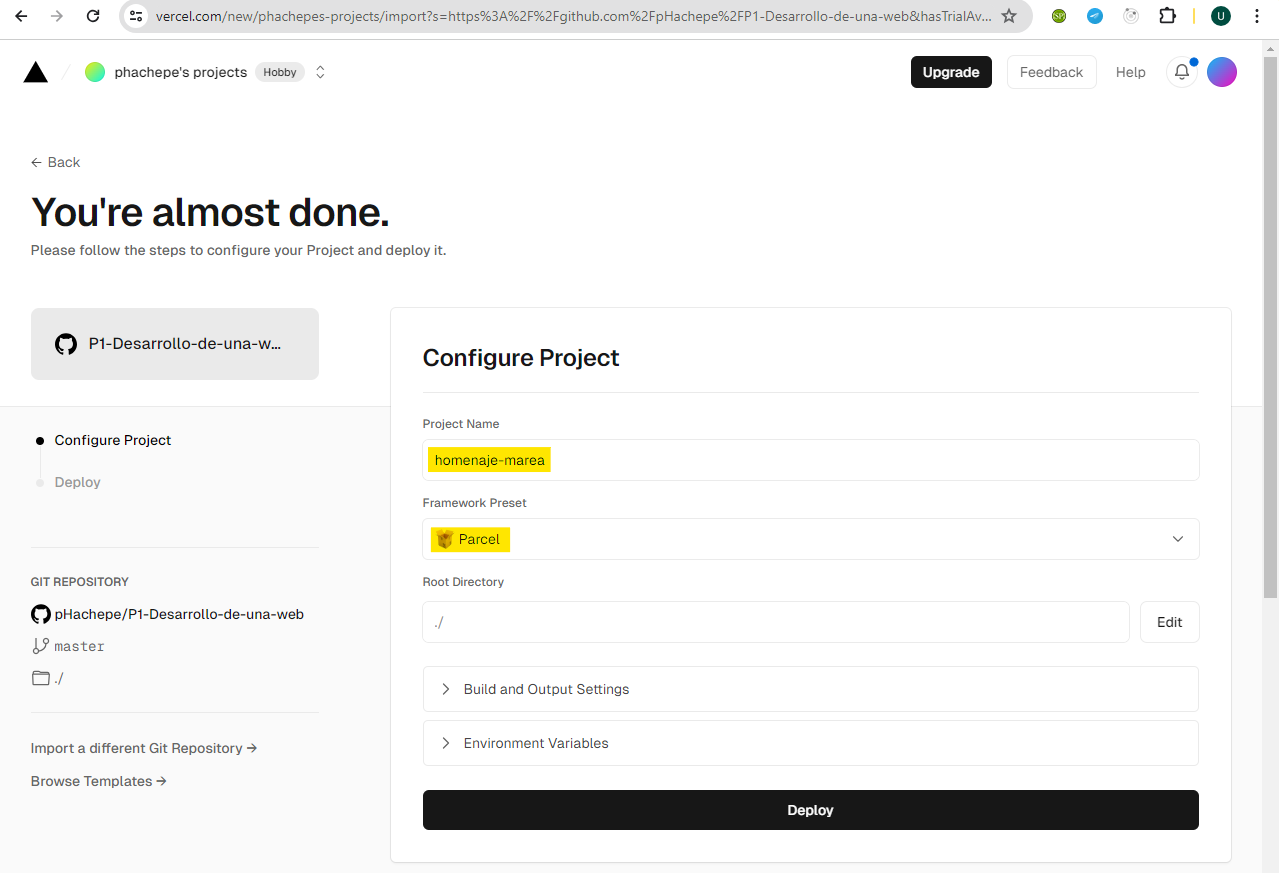 vercel.com/new/phachepes-projects/import?s=https%3A%2F%2Fgithub.com%2FpHachepe%2FP1-Desarrollo-de-una-web&hasTrialAv...
U
phachepe's projects Hobby
Upgrade Feedback Help
← Back
You're almost done.
Please follow the steps to configure your Project and deploy it.
P1-Desarrollo-de-una-w...
Configure Project
Deploy
GIT REPOSITORY
pHachepe/P1-Desarrollo-de-una-web
master
./
Import a different Git Repository →
Browse Templates →
Configure Project
Project Name
homenaje-marea
Framework Preset
Parcel
Root Directory
./
Edit
Build and Output Settings
Environment Variables
Deploy